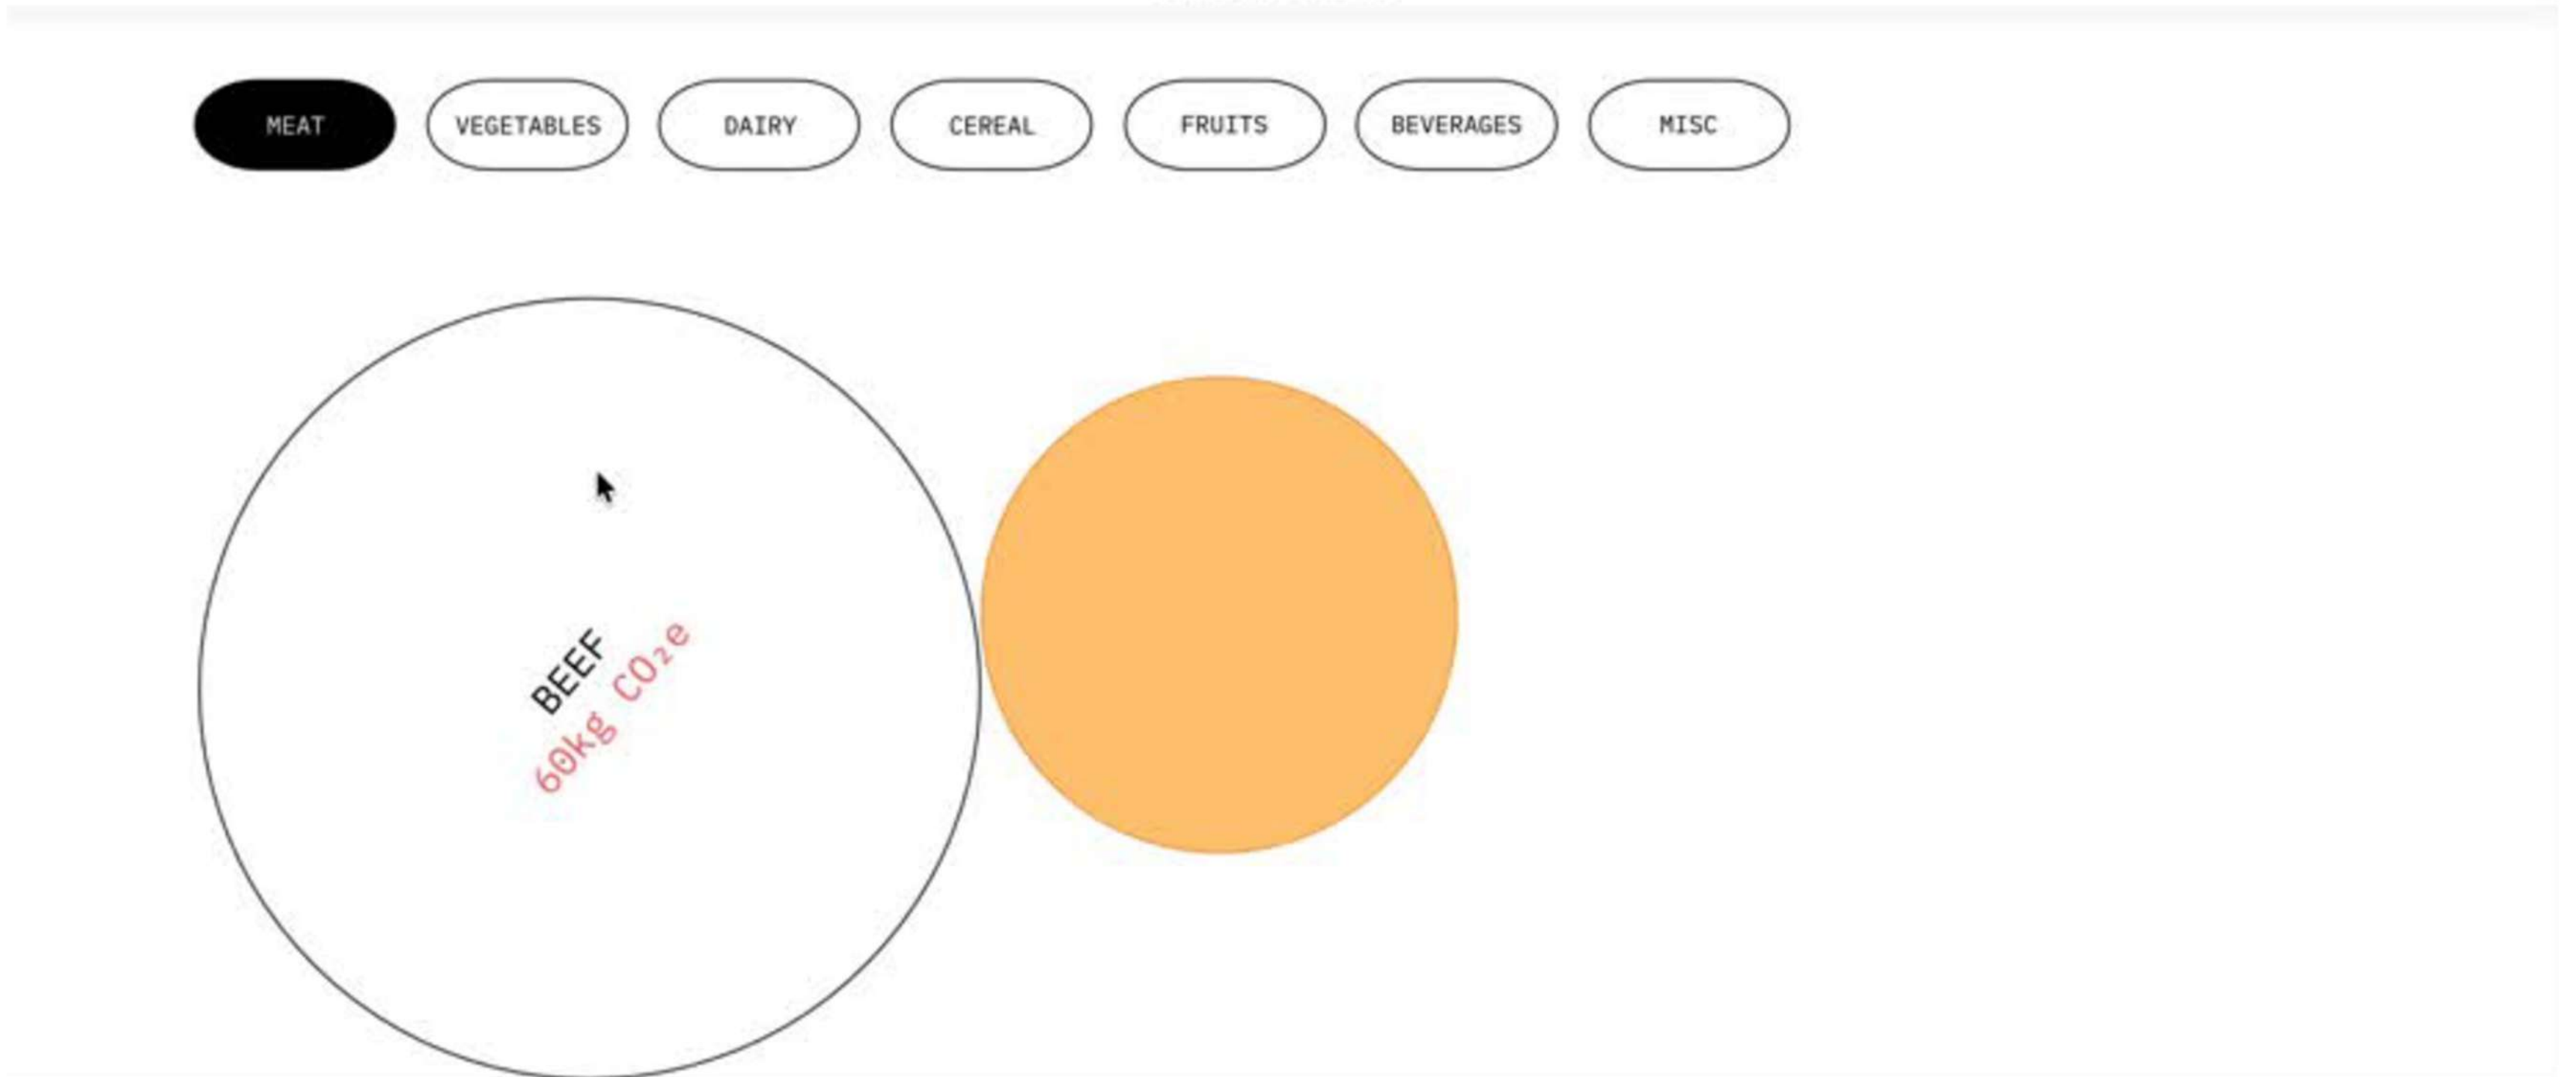 MEAT VEGETABLES DAIRY CEREAL FRUITS BEVERAGES MISC
BEEF
60kg CO₂e